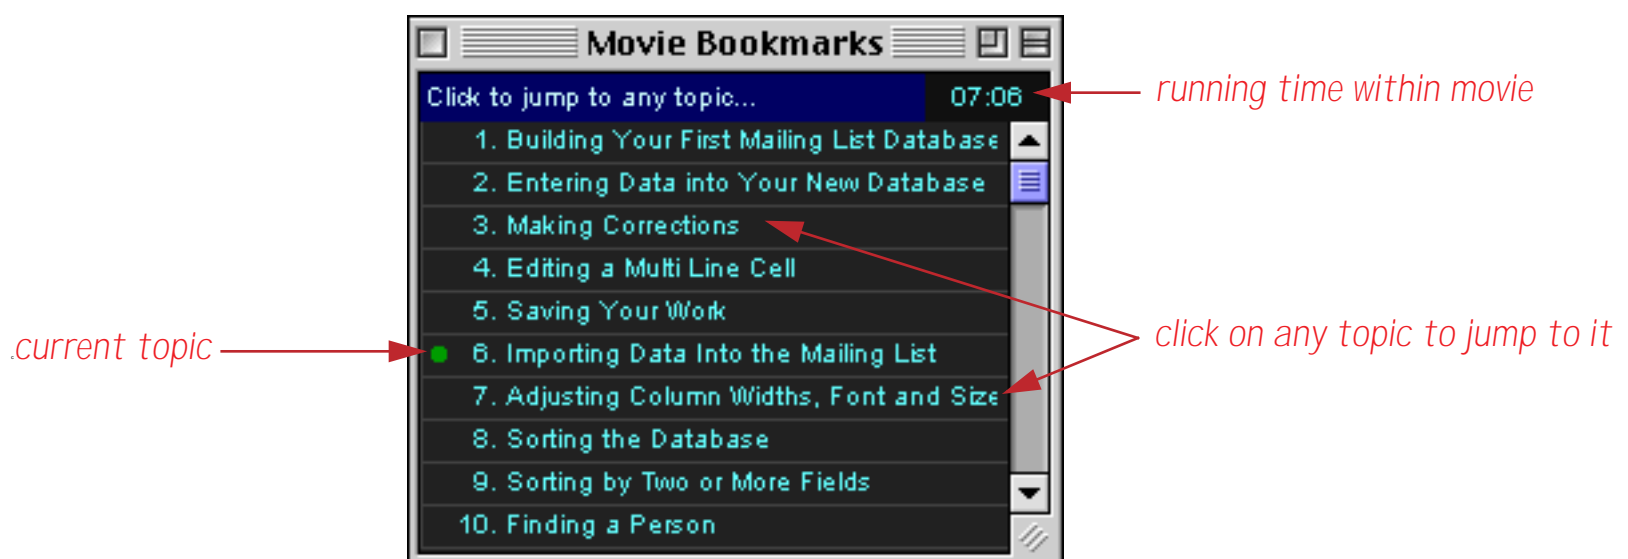 Movie Bookmarks
Click to jump to any topic... 07:06
running time within movie
1. Building Your First Mailing List Database
2. Entering Data into Your New Database
3. Making Corrections
4. Editing a Multi Line Cell
5. Saving Your Work
click on any topic to jump to it
current topic
6. Importing Data Into the Mailing List
7. Adjusting Column Widths, Font and Size
8. Sorting the Database
9. Sorting by Two or More Fields
10. Finding a Person